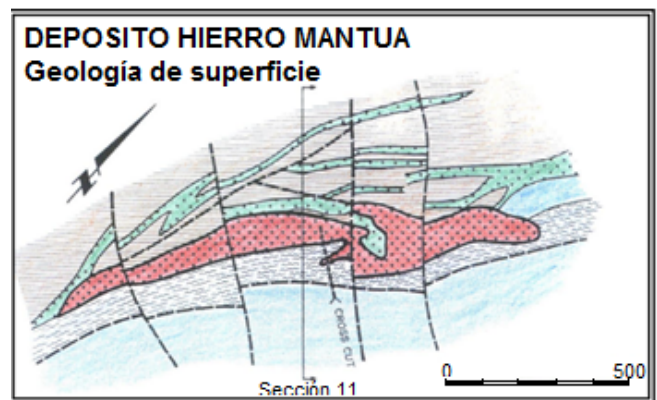 DEPOSITO HIERRO MANTUA
Geología de superficie
N
CROSS CUT
0 500
Sección 11